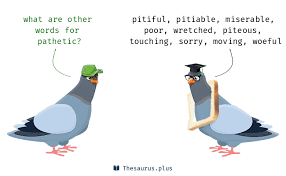 what are other
words for
pathetic?
pitiful, pitiable, miserable,
poor, wretched, piteous,
touching, sorry, moving, woeful
Thesaurus.plus